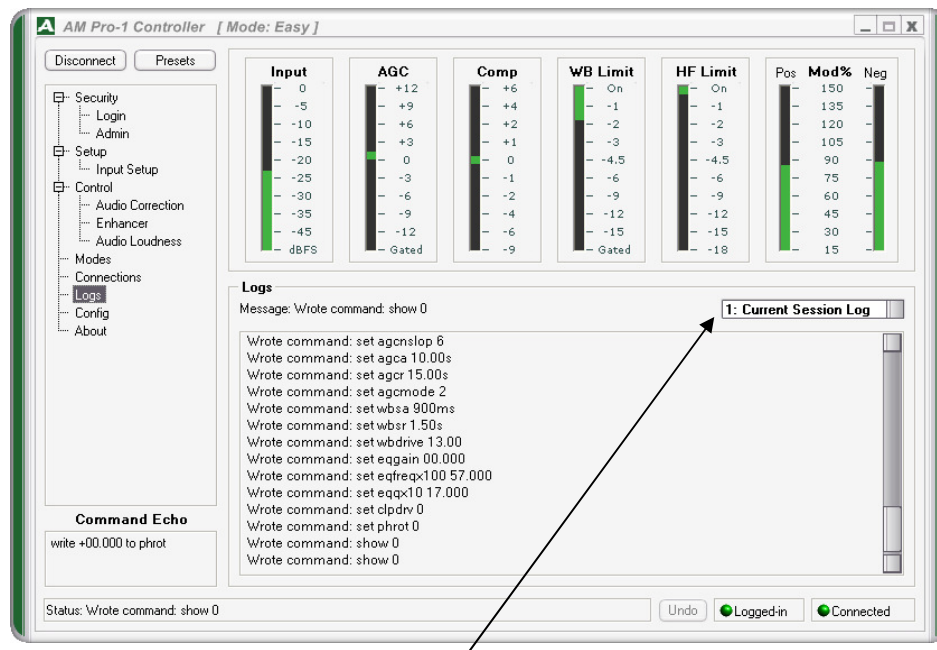 A AM Pro-1 Controller [ Mode: Easy ]
Disconnect Presets
Security
Login
Admin
Setup
Input Setup
Control
Audio Correction
Enhancer
Audio Loudness
Modes
Connections
Logs
Config
About
Command Echo
write +00.000 to phrot
Input
0
-5
-10
-15
-20
-25
-30
-35
-45
dBFS
AGC
+12
+9
+6
+3
0
-3
-6
-9
-12
Gated
Comp
+6
+4
+2
+1
0
-1
-2
-4
-6
-9
WB Limit
On
-1
-2
-3
-4.5
-6
-9
-12
-15
Gated
HF Limit
On
-1
-2
-3
-4.5
-6
-9
-12
-15
-18
Pos Mod% Neg
150
135
120
105
90
75
60
45
30
15
Logs
Message: Wrote command: show 0
1: Current Session Log
Wrote command: set agcnslop 6
Wrote command: set agca 10.00s
Wrote command: set agcr 15.00s
Wrote command: set agcmode 2
Wrote command: set wbsa 900ms
Wrote command: set wbsr 1.50s
Wrote command: set wbdrive 13.00
Wrote command: set eqgain 00.000
Wrote command: set eqfreqx100 57.000
Wrote command: set eqqx10 17.000
Wrote command: set clpdrv 0
Wrote command: set phrot 0
Wrote command: show 0
Wrote command: show 0
Status: Wrote command: show 0
Undo
Logged-in
Connected